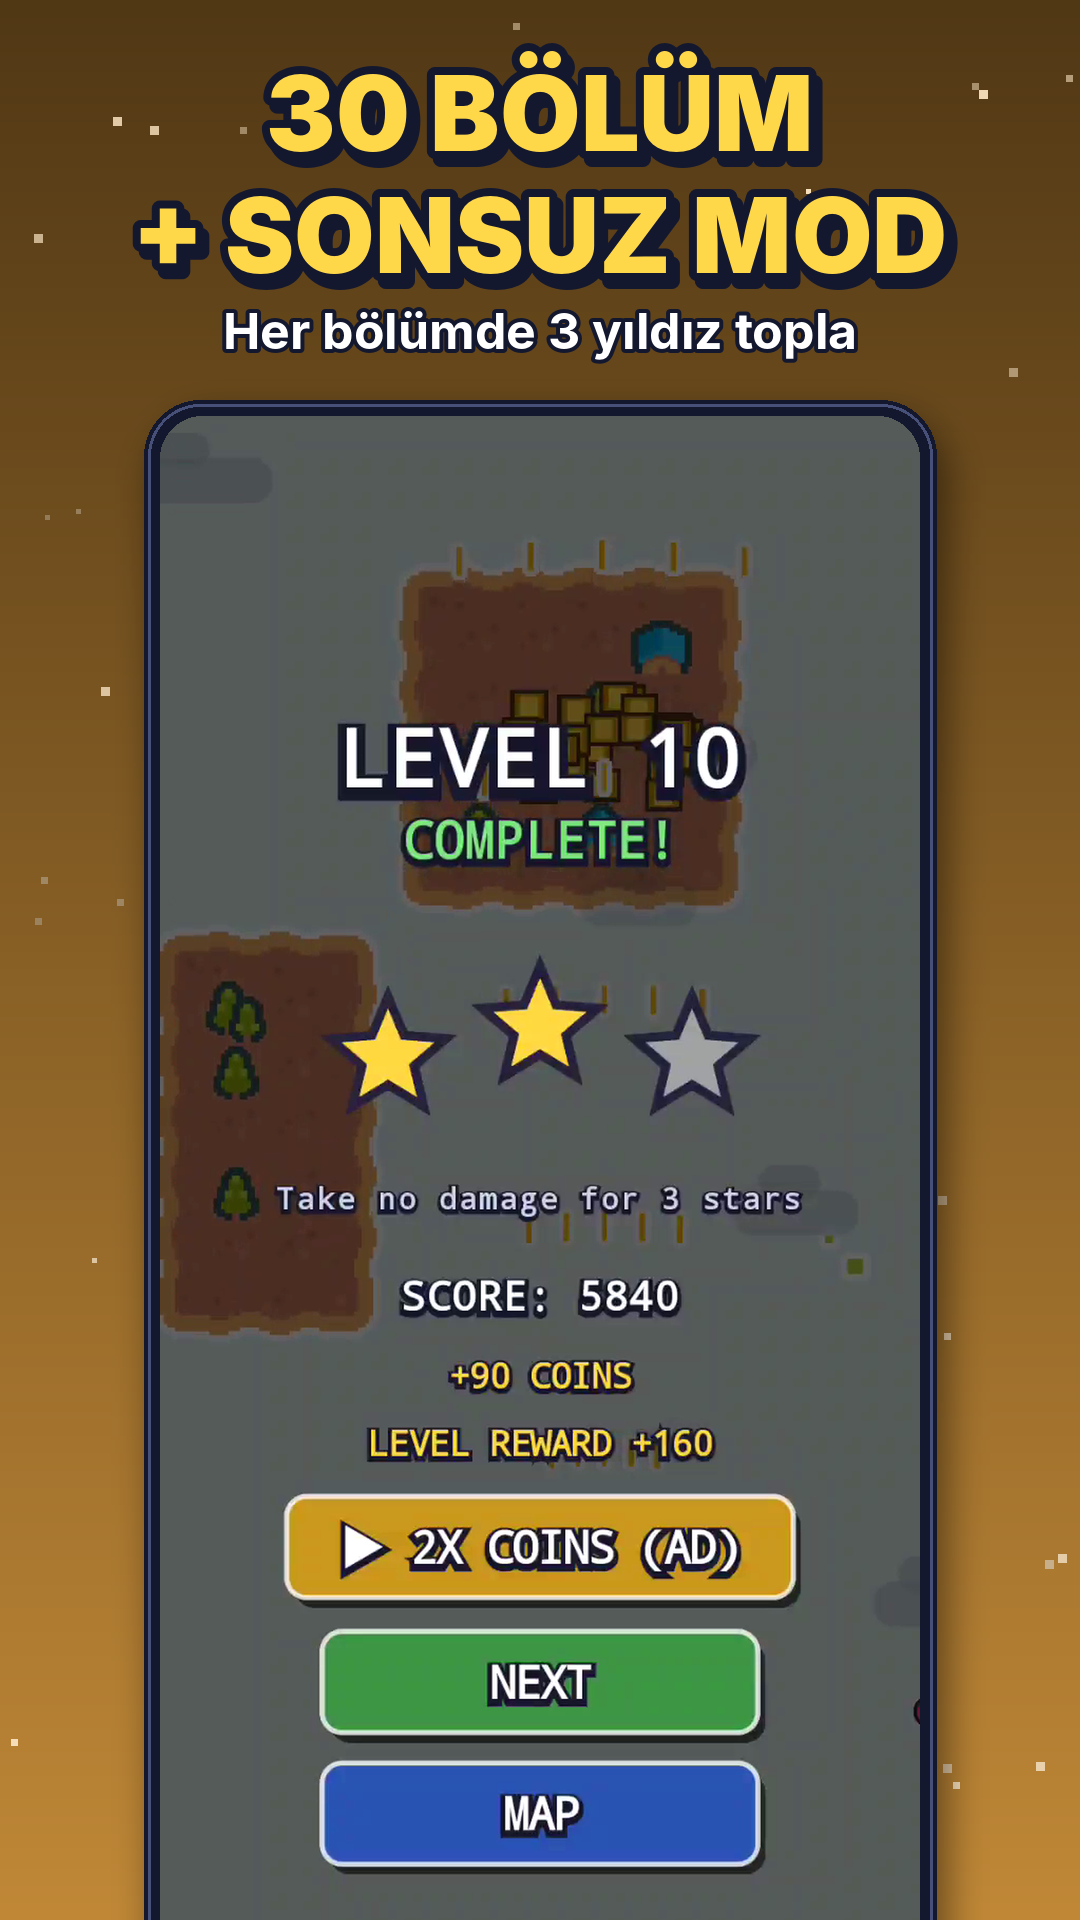 30 BÖLÜM
+ SONSUZ MOD
Her bölümde 3 yıldız topla
LEVEL 10
COMPLETE!
Take no damage for 3 stars
SCORE: 5840
+90 COINS
LEVEL REWARD +160
2X COINS (AD)
NEXT
MAP